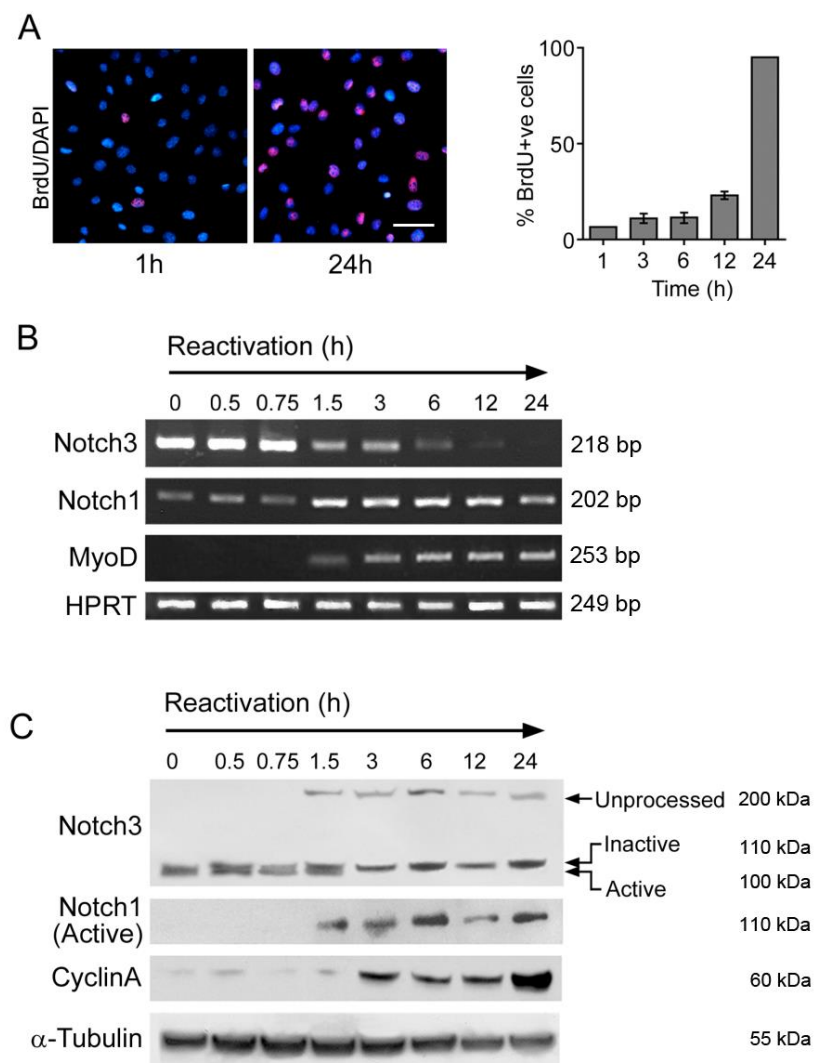 A
BrdU/DAPI
1h
24h
% BrdU+ve cells
100
50
0
1 3 6 12 24
Time (h)
B
Reactivation (h)
0 0.5 0.75 1.5 3 6 12 24
Notch3 218 bp
Notch1 202 bp
MyoD 253 bp
HPRT 249 bp
C
Reactivation (h)
0 0.5 0.75 1.5 3 6 12 24
Notch3
Unprocessed 200 kDa
Inactive 110 kDa
Active 100 kDa
Notch1
(Active) 110 kDa
CyclinA 60 kDa
α-Tubulin 55 kDa